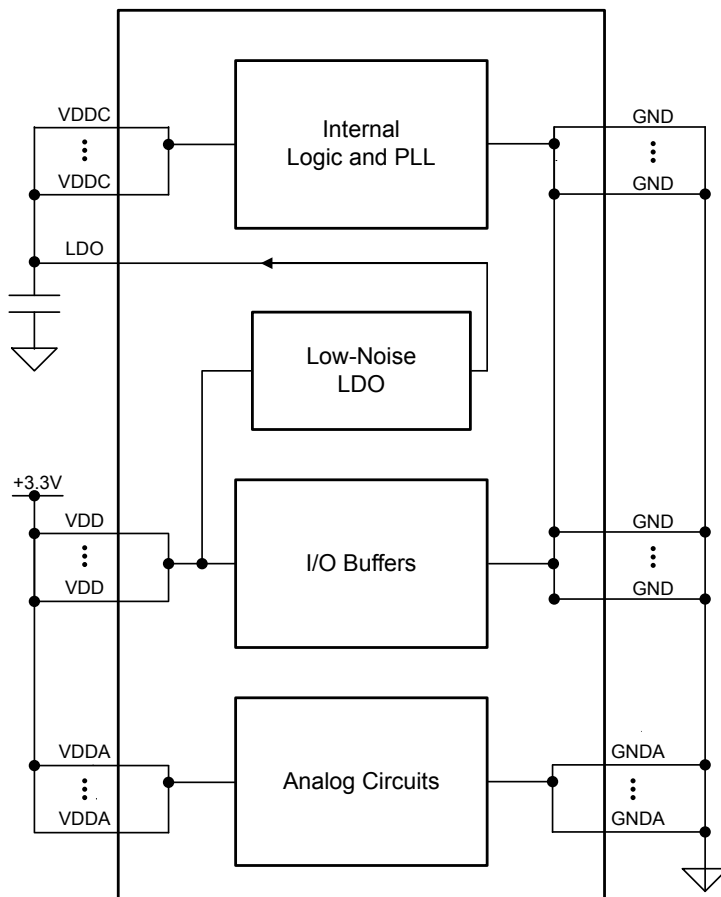 VDDC
Internal
Logic and PLL
GND
VDDC
GND
LDO
Low-Noise
LDO
+3.3V
VDD
GND
I/O Buffers
VDD
GND
VDDA
GNDA
Analog Circuits
VDDA
GNDA